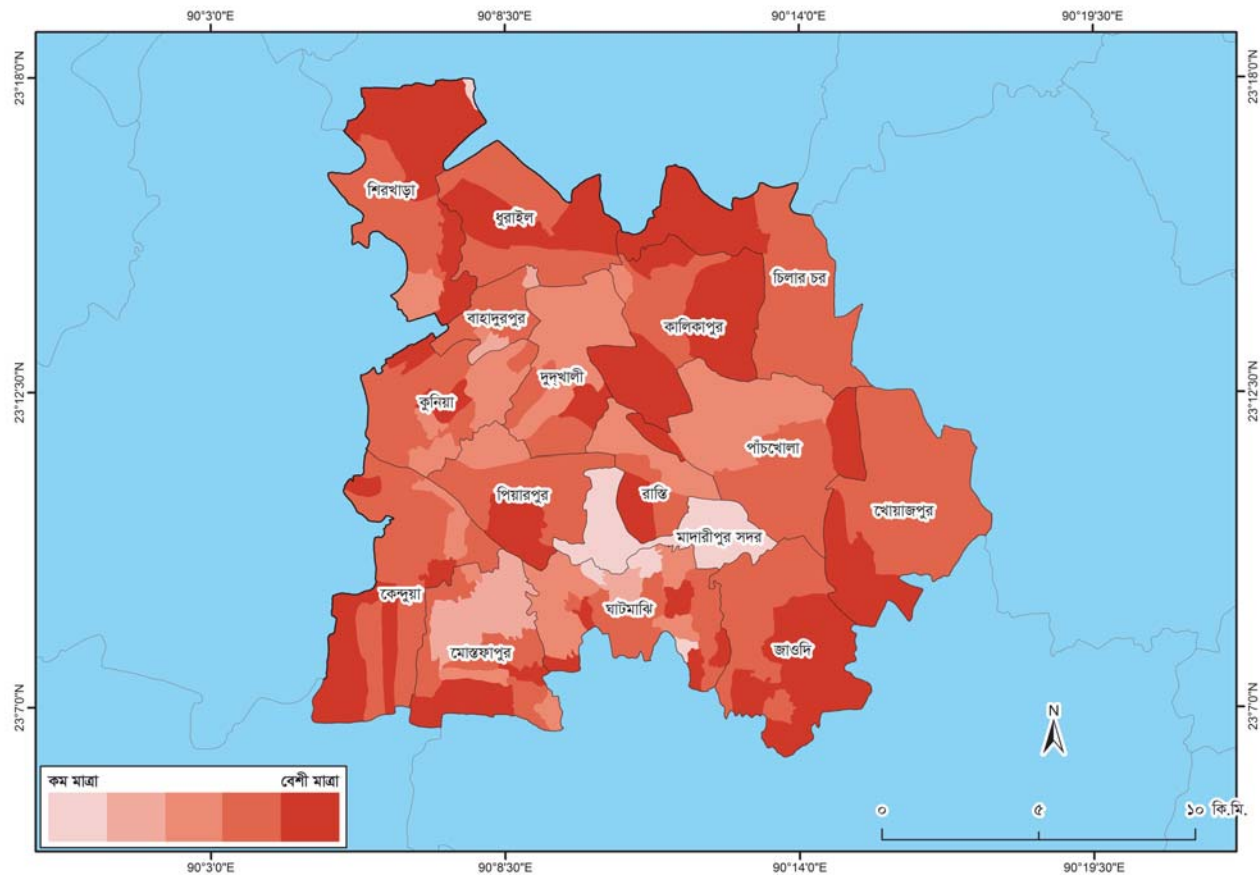 90°3'0"E
90°8'30"E
90°14'0"E
90°19'30"E
23°18'0"N
23°18'0"N
শিরখাড়া
ধুরাইল
চিলার চর
বাহাদুরপুর
কালিকাপুর
দুদখালী
23°12'30"N
23°12'30"N
কুনিয়া
পাঁচখোলা
পিয়ারপুর
রাস্তি
খোয়াজপুর
মাদারীপুর সদর
কেন্দুয়া
ঘাটমাঝি
মোস্তফাপুর
জাওদি
23°7'0"N
23°7'0"N
N
কম মাত্রা
বেশী মাত্রা
০
৫
১০ কি.মি.
90°3'0"E
90°8'30"E
90°14'0"E
90°19'30"E